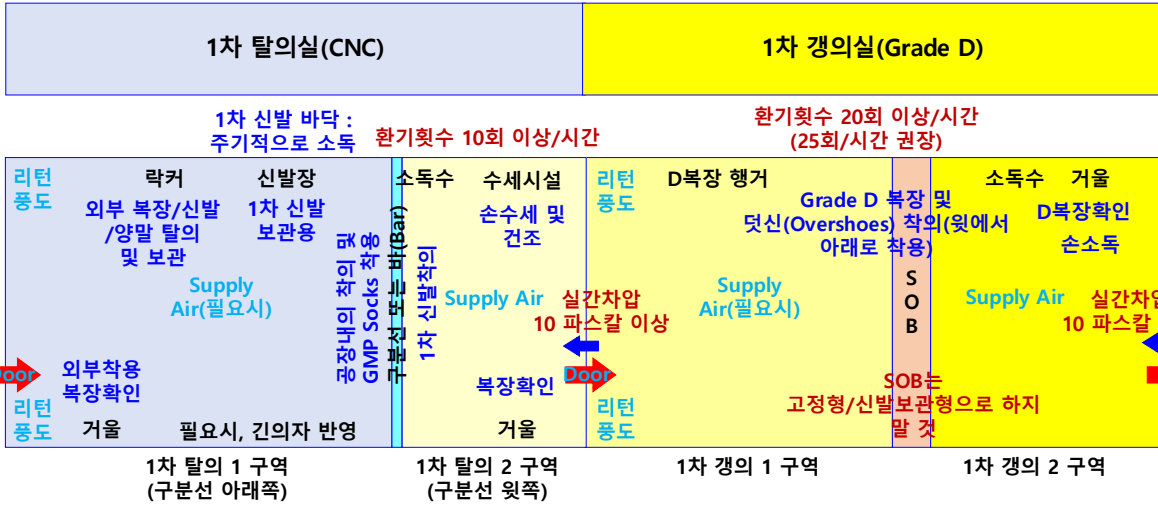 1차 탈의실(CNC)
1차 갱의실(Grade D)
1차 신발 바닥 :
주기적으로 소독
환기횟수 10회 이상/시간
환기횟수 20회 이상/시간
(25회/시간 권장)
리턴
풍도
락커
외부 복장/신발
/양말 탈의
및 보관
신발장
1차 신발
보관용
Supply
Air(필요시)
공장내의 착의 및
GMP Socks 착용
외부착용
복장확인
Door
리턴
풍도
거울
필요시, 긴의자 반영
구분선 또는 바(Bar)
소독수
수세시설
손수세 및
건조
1차 신발착의
Supply Air
실간차압
10 파스칼 이상
복장확인
거울
Door
리턴
풍도
D복장 행거
Grade D 복장 및
덧신(Overshoes) 착의(윗에서
아래로 착용)
Supply
Air(필요시)
리턴
풍도
S
O
B
SOB는
고정형/신발보관형으로 하지
말 것
소독수
거울
D복장확인
손소독
Supply Air
실간차압
10 파스칼
1차 탈의 1 구역
(구분선 아래쪽)
1차 탈의 2 구역
(구분선 윗쪽)
1차 갱의 1 구역
1차 갱의 2 구역